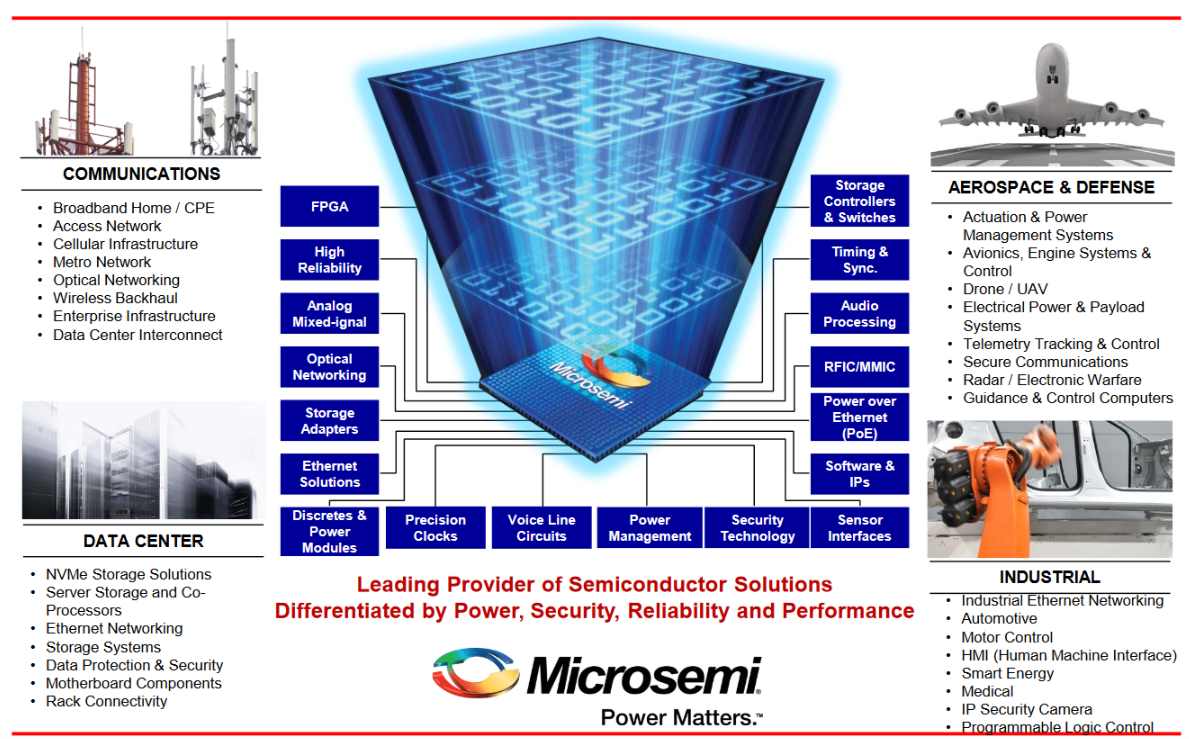 COMMUNICATIONS
• Broadband Home / CPE
• Access Network
• Cellular Infrastructure
• Metro Network
• Optical Networking
• Wireless Backhaul
• Enterprise Infrastructure
• Data Center Interconnect
DATA CENTER
• NVMe Storage Solutions
• Server Storage and Co-
Processors
• Ethernet Networking
• Storage Systems
• Data Protection & Security
• Motherboard Components
• Rack Connectivity
FPGA
High
Reliability
Analog
Mixed-ignal
Optical
Networking
Storage
Adapters
Ethernet
Solutions
Discretes &
Power
Modules
Precision
Clocks
Voice Line
Circuits
Power
Management
Security
Technology
Sensor
Interfaces
Storage
Controllers
& Switches
Timing &
Sync.
Audio
Processing
RFIC/MMIC
Power over
Ethernet
(PoE)
Software &
IPs
Microsemi
Leading Provider of Semiconductor Solutions
Differentiated by Power, Security, Reliability and Performance
Microsemi®
Power Matters.™
AEROSPACE & DEFENSE
• Actuation & Power
Management Systems
• Avionics, Engine Systems &
Control
• Drone / UAV
• Electrical Power & Payload
Systems
• Telemetry Tracking & Control
• Secure Communications
• Radar / Electronic Warfare
• Guidance & Control Computers
INDUSTRIAL
• Industrial Ethernet Networking
• Automotive
• Motor Control
• HMI (Human Machine Interface)
• Smart Energy
• Medical
• IP Security Camera
• Programmable Logic Control